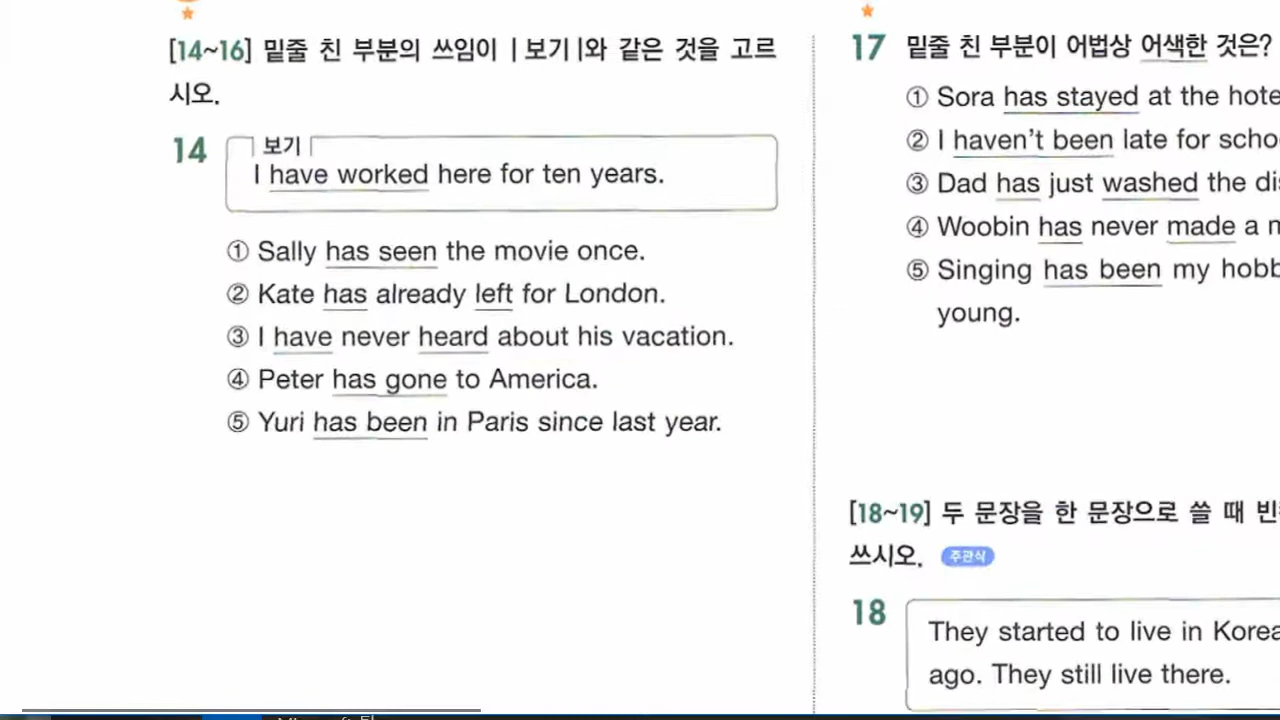 [14~16] 밑줄 친 부분의 쓰임이 |보기|와 같은 것을 고르
시오.
14
보기
I have worked here for ten years.
① Sally has seen the movie once.
② Kate has already left for London.
③ I have never heard about his vacation.
④ Peter has gone to America.
⑤ Yuri has been in Paris since last year.
17 밑줄 친 부분이 어법상 어색한 것은?
① Sora has stayed at the hote
② I haven't been late for scho
③ Dad has just washed the di
④ Woobin has never made a
⑤ Singing has been my hobb
young.
[18~19] 두 문장을 한 문장으로 쓸 때
쓰시오. 주관식
18 They started to live in Korea
ago. They still live there.